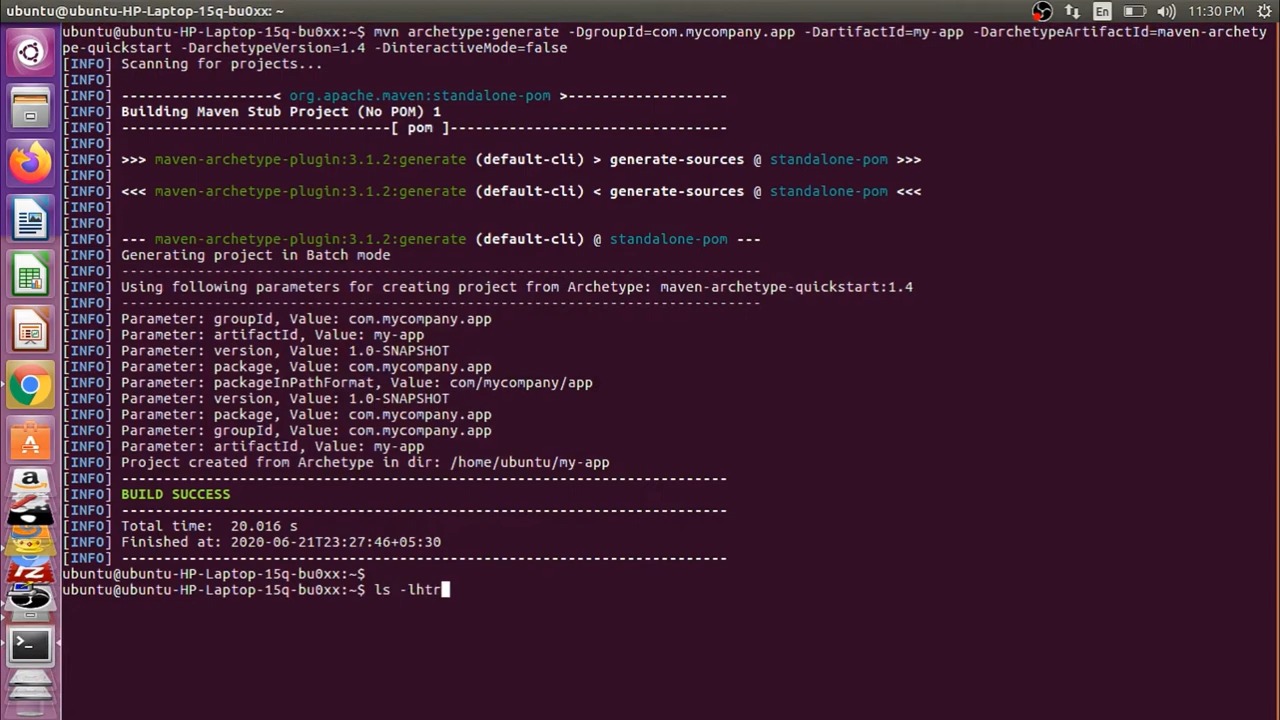 ubuntu@ubuntu-HP-Laptop-15q-bu0xx: ~
En
11:30 PM
ubuntu@ubuntu-HP-Laptop-15q-bu0xx:~$ mvn archetype:generate -DgroupId=com.mycompany.app -DartifactId=my-app -DarchetypeArtifactId=maven-archety
pe-quickstart -DarchetypeVersion=1.4 -DinteractiveMode=false
[INFO] Scanning for projects...
[INFO]
[INFO] ------------------< org.apache.maven:standalone-pom >-------------------
[INFO] Building Maven Stub Project (No POM) 1
[INFO] --------------------------------[ pom ]---------------------------------
[INFO]
[INFO] >>> maven-archetype-plugin:3.1.2:generate (default-cli) > generate-sources @ standalone-pom >>>
[INFO]
[INFO] <<< maven-archetype-plugin:3.1.2:generate (default-cli) < generate-sources @ standalone-pom <<<
[INFO]
[INFO]
[INFO] --- maven-archetype-plugin:3.1.2:generate (default-cli) @ standalone-pom ---
[INFO] Generating project in Batch mode
[INFO] ----------------------------------------------------------------------------
[INFO] Using following parameters for creating project from Archetype: maven-archetype-quickstart:1.4
[INFO] ----------------------------------------------------------------------------
[INFO] Parameter: groupId, Value: com.mycompany.app
[INFO] Parameter: artifactId, Value: my-app
[INFO] Parameter: version, Value: 1.0-SNAPSHOT
[INFO] Parameter: package, Value: com.mycompany.app
[INFO] Parameter: packageInPathFormat, Value: com/mycompany/app
[INFO] Parameter: version, Value: 1.0-SNAPSHOT
[INFO] Parameter: package, Value: com.mycompany.app
[INFO] Parameter: groupId, Value: com.mycompany.app
[INFO] Parameter: artifactId, Value: my-app
[INFO] Project created from Archetype in dir: /home/ubuntu/my-app
[INFO] ------------------------------------------------------------------------
[INFO] BUILD SUCCESS
[INFO] ------------------------------------------------------------------------
[INFO] Total time:  20.016 s
[INFO] Finished at: 2020-06-21T23:27:46+05:30
[INFO] ------------------------------------------------------------------------
ubuntu@ubuntu-HP-Laptop-15q-bu0xx:~$
ubuntu@ubuntu-HP-Laptop-15q-bu0xx:~$ ls -lhtr